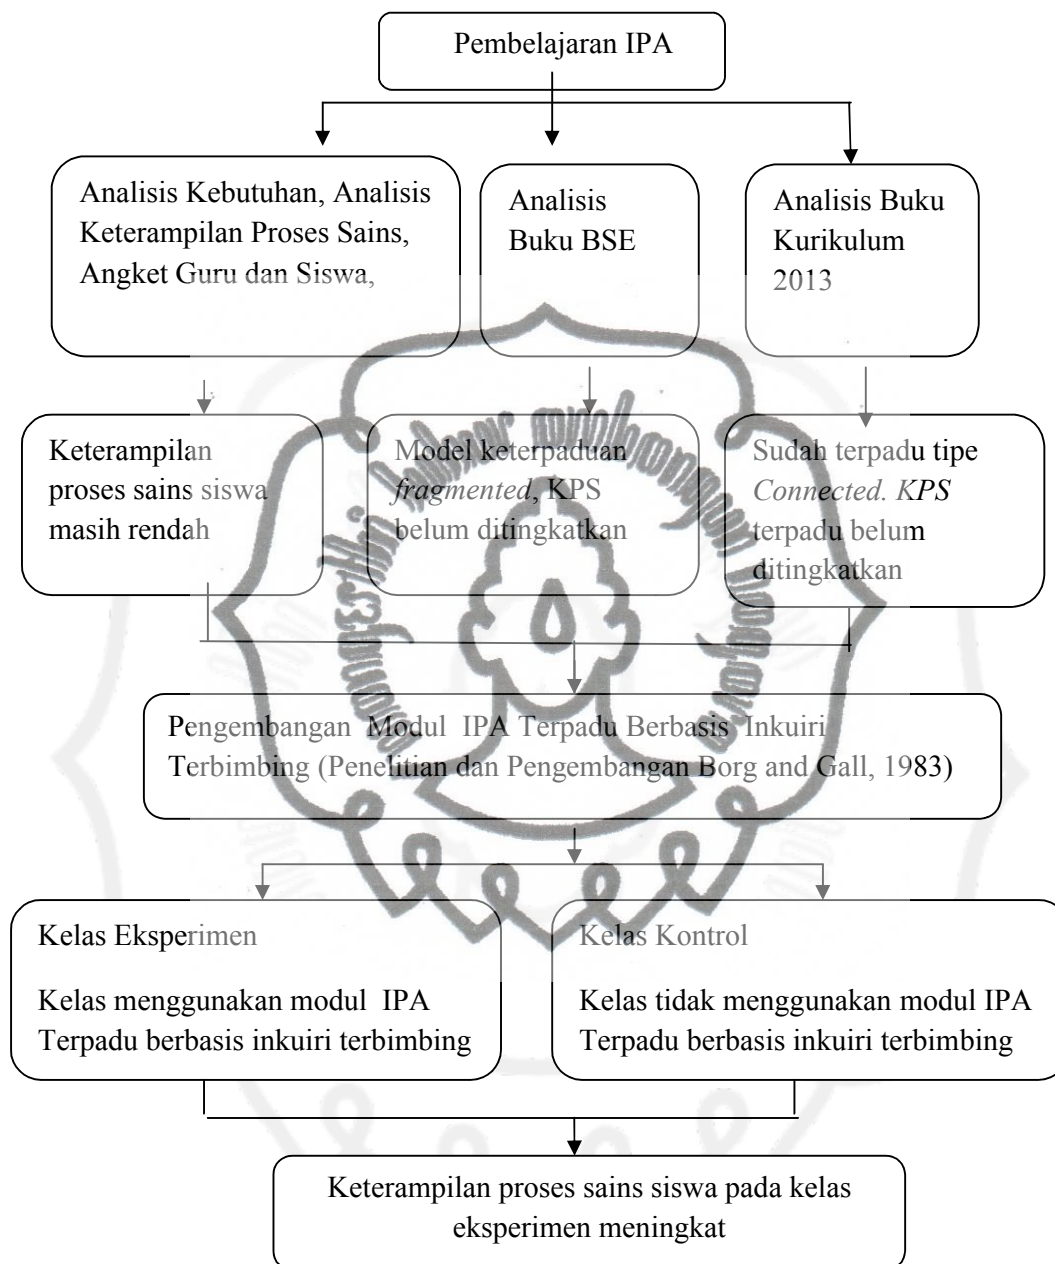 Pembelajaran IPA
Analisis Kebutuhan, Analisis
Keterampilan Proses Sains,
Angket Guru dan Siswa,
Analisis
Buku BSE
Analisis Buku
Kurikulum
2013
Keterampilan
proses sains siswa
masih rendah
Model keterpaduan
fragmented, KPS
belum ditingkatkan
Sudah terpadu tipe
Connected. KPS
terpadu belum
ditingkatkan
Pengembangan Modul IPA Terpadu Berbasis Inkuiri
Terbimbing (Penelitian dan Pengembangan Borg and Gall, 1983)
Kelas Eksperimen
Kelas menggunakan modul IPA
Terpadu berbasis inkuiri terbimbing
Kelas Kontrol
Kelas tidak menggunakan modul IPA
Terpadu berbasis inkuiri terbimbing
Keterampilan proses sains siswa pada kelas
eksperimen meningkat